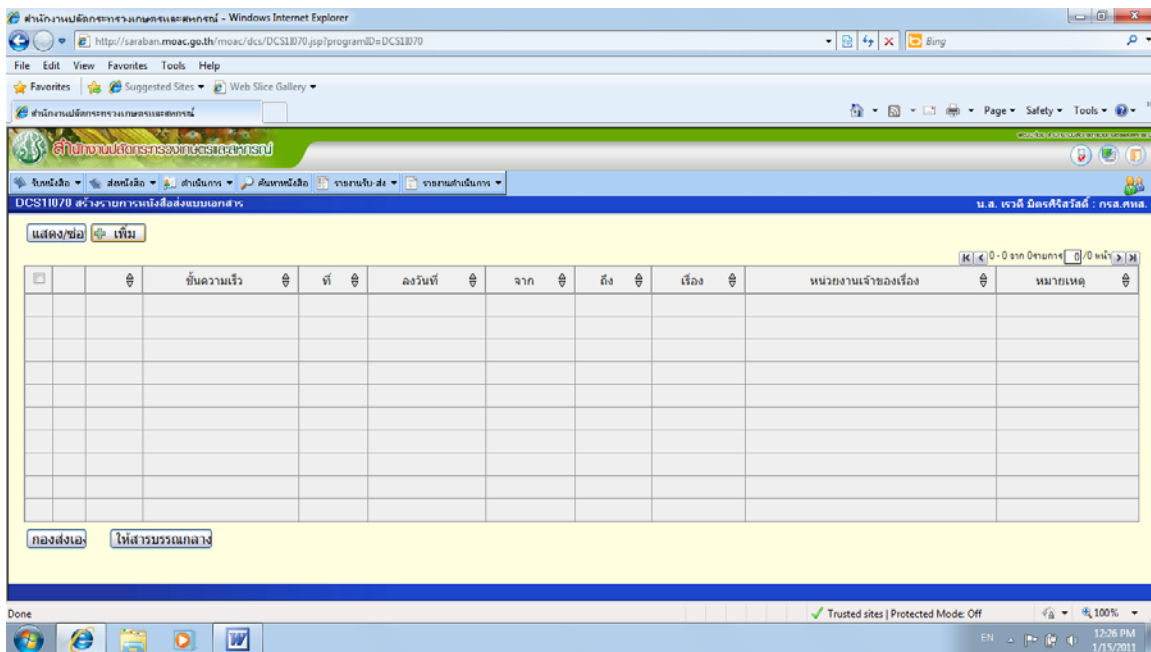 สำนักงานปลัดกระทรวงเกษตรและสหกรณ์ - Windows Internet Explorer
http://saraban.moac.go.th/moac/dcs/DCS1I070.jsp?programID=DCS1I070
Bing
File Edit View Favorites Tools Help
Favorites Suggested Sites Web Slice Gallery
สำนักงานปลัดกระทรวงเกษตรและสหกรณ์ Page Safety Tools
สำนักงานปลัดกระทรวงเกษตรและสหกรณ์
รับหนังสือ ส่งหนังสือ ดำเนินการ ค้นหาหนังสือ รายงานรับ-ส่ง รายงานดำเนินการ
DCS1I070 สร้างรายการหนังสือส่งแบบเอกสาร น.ส. เรวดี มิตรศิริสวัสดิ์ : กรส.ศทส.
แสดง/ซ่อ เพิ่ม
0 - 0 จาก 0รายการ 0 /0 หน้า
ชั้นความเร็ว ที่ ลงวันที่ จาก ถึง เรื่อง หน่วยงานเจ้าของเรื่อง หมายเหตุ
กองส่งเอ ให้สารบรรณกลาง
Done Trusted sites | Protected Mode: Off 100%
EN 12:26 PM
1/15/2011